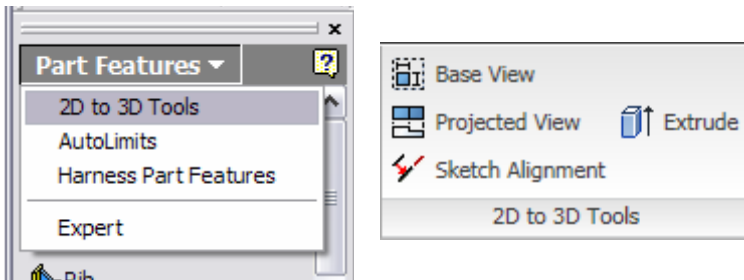 Part Features
2D to 3D Tools
AutoLimits
Harness Part Features
Expert
Rib
Base View
Projected View
Extrude
Sketch Alignment
2D to 3D Tools